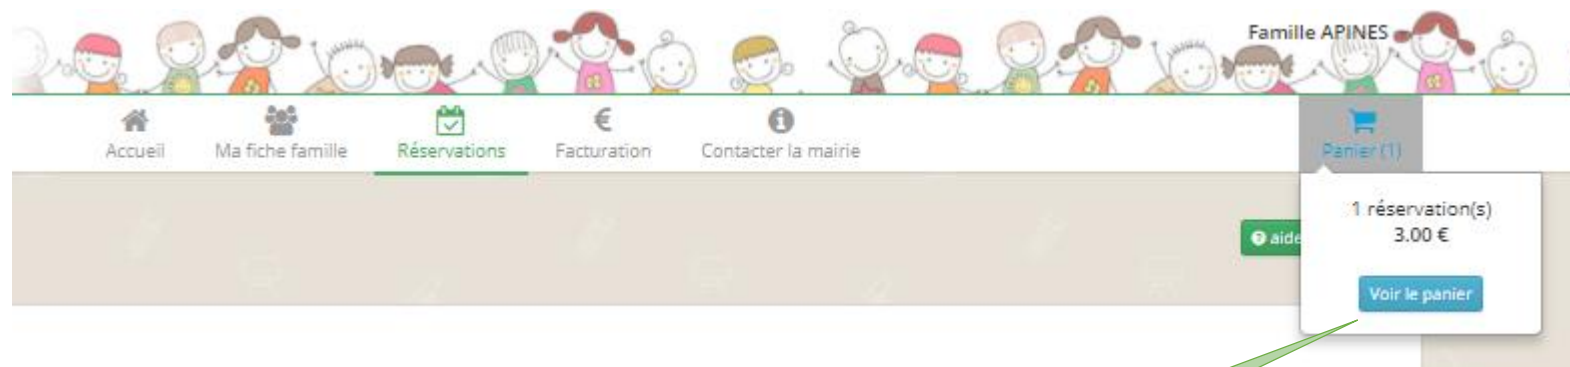 Famille APINES
Accueil
Ma fiche famille
Réservations
€
Facturation
Contacter la mairie
Panier (1)
aide
1 réservation(s)
3.00 €
Voir le panier